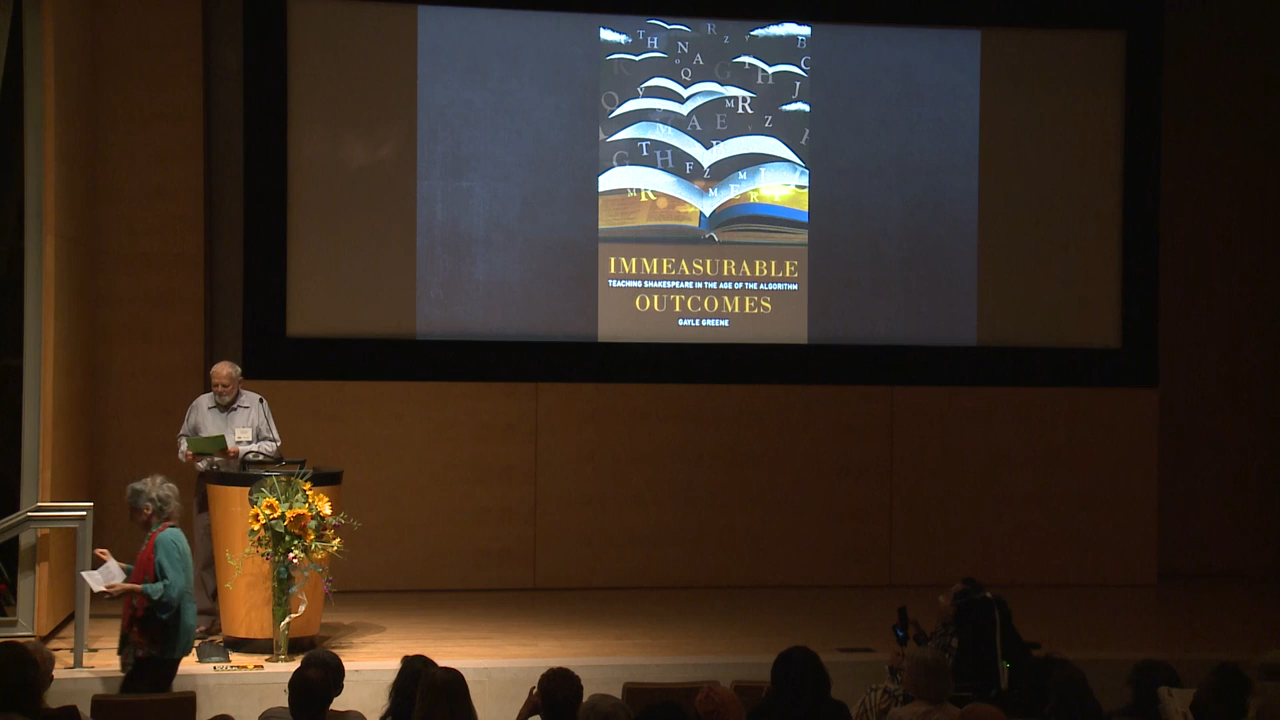 IMMEASURABLE
TEACHING SHAKESPEARE IN THE AGE OF THE ALGORITHM
OUTCOMES
GAYLE GREENE